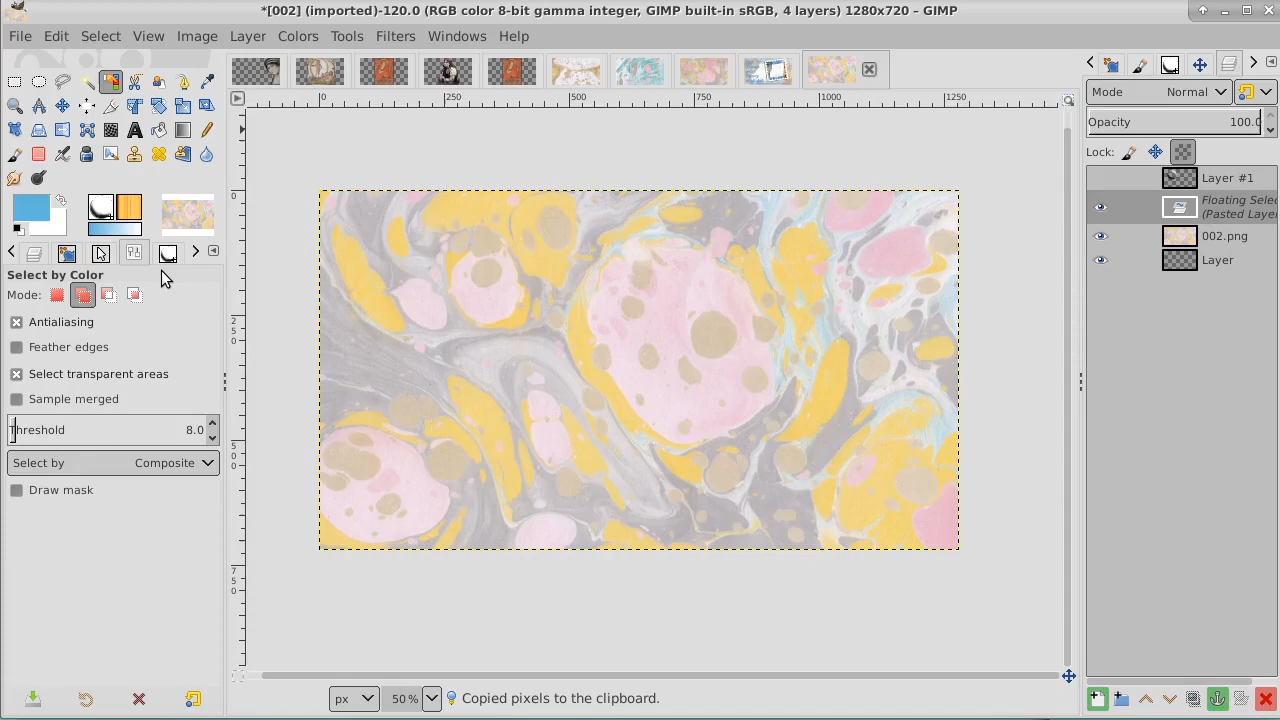 *[002] (imported)-120.0 (RGB color 8-bit gamma integer, GIMP built-in sRGB, 4 layers) 1280x720 – GIMP
File Edit Select View Image Layer Colors Tools Filters Windows Help
Mode Normal
0 250 500 750 1000 1250
Opacity 100.0
Lock:
Layer #1
Floating Selec
(Pasted Layer
002.png
Layer
0
250
500
750
Select by Color
Mode:
Antialiasing
Feather edges
Select transparent areas
Sample merged
Threshold 8.0
Select by Composite
Draw mask
px 50 % Copied pixels to the clipboard.